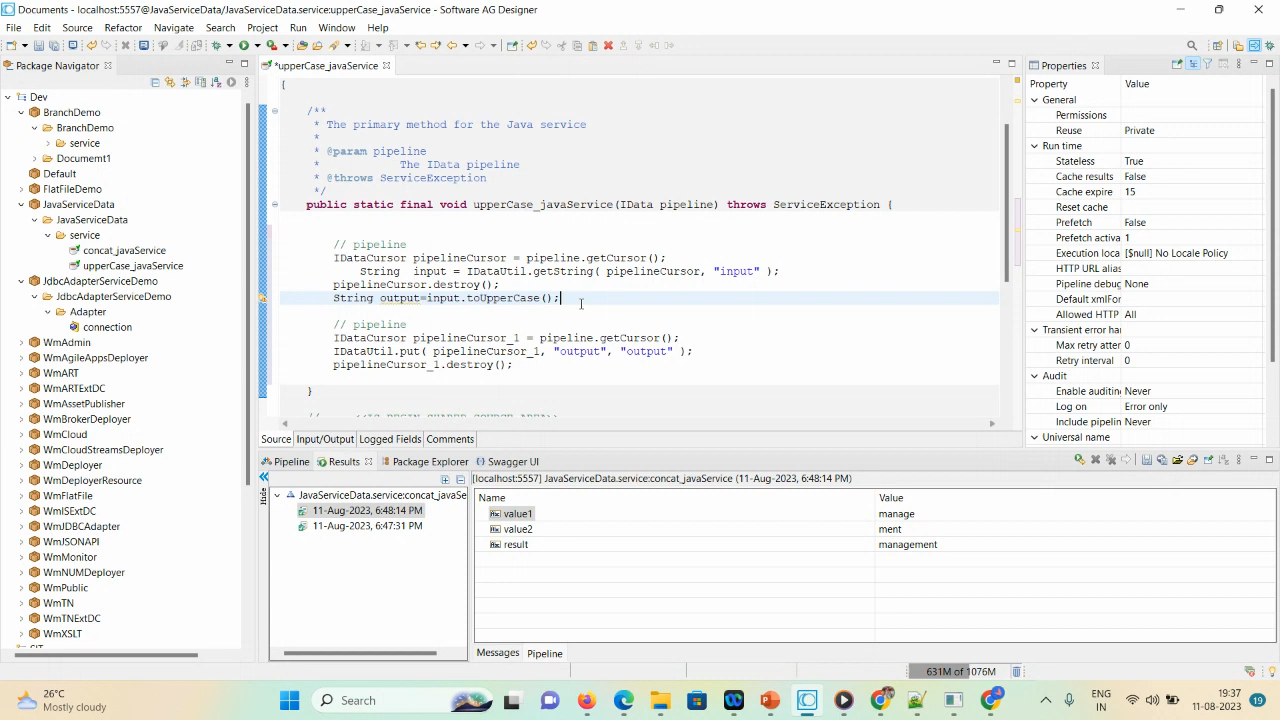 Documents - localhost:5557/JavaServiceData/JavaServiceData.service:upperCase_javaService - Software AG Designer
File Edit Source Refactor Navigate Search Project Run Window Help
Package Navigator
Dev
BranchDemo
BranchDemo
service
Document1
Default
FlatFileDemo
JavaServiceData
JavaServiceData
service
concat_javaService
upperCase_javaService
JdbcAdapterServiceDemo
JdbcAdapterServiceDemo
Adapter
connection
WmAdmin
WmAgileAppsDeployer
WmART
WmARTExtDC
WmAssetPublisher
WmBrokerDeployer
WmCloud
WmCloudStreamsDeployer
WmDeployer
WmDeployerResource
WmFlatFile
WmISExtDC
WmJDBCAdapter
WmJSONAPI
WmMonitor
WmNUMDeployer
WmPublic
WmTN
WmTNExtDC
WmXSLT
*upperCase_javaService
{
/**
* The primary method for the Java service
*
* @param pipeline
* The IData pipeline
* @throws ServiceException
*/
public static final void upperCase_javaService(IData pipeline) throws ServiceException {
// pipeline
IDataCursor pipelineCursor = pipeline.getCursor();
String input = IDataUtil.getString( pipelineCursor, "input" );
pipelineCursor.destroy();
String output=input.toUpperCase();
// pipeline
IDataCursor pipelineCursor_1 = pipeline.getCursor();
IDataUtil.put( pipelineCursor_1, "output", "output" );
pipelineCursor_1.destroy();
}
Source Input/Output Logged Fields Comments
Properties
Property Value
General
Permissions
Reuse Private
Run time
Stateless True
Cache results False
Cache expire 15
Reset cache
Prefetch False
Prefetch activa 1
Execution loca [$null] No Locale Policy
HTTP URL alias
Pipeline debug None
Default xmlFor
Allowed HTTP All
Transient error ha
Max retry atter 0
Retry interval 0
Audit
Enable auditing Never
Log on Error only
Include pipelin Never
Universal name
Pipeline Results Package Explorer Swagger UI
Hide
JavaServiceData.service:concat_javaSe
11-Aug-2023, 6:48:14 PM
11-Aug-2023, 6:47:31 PM
[localhost:5557] JavaServiceData.service:concat_javaService (11-Aug-2023, 6:48:14 PM)
Name Value
value1 manage
value2 ment
result management
Messages Pipeline
631M of 1076M
26°C
Mostly cloudy
Search
ENG
IN
19:37
11-08-2023
19